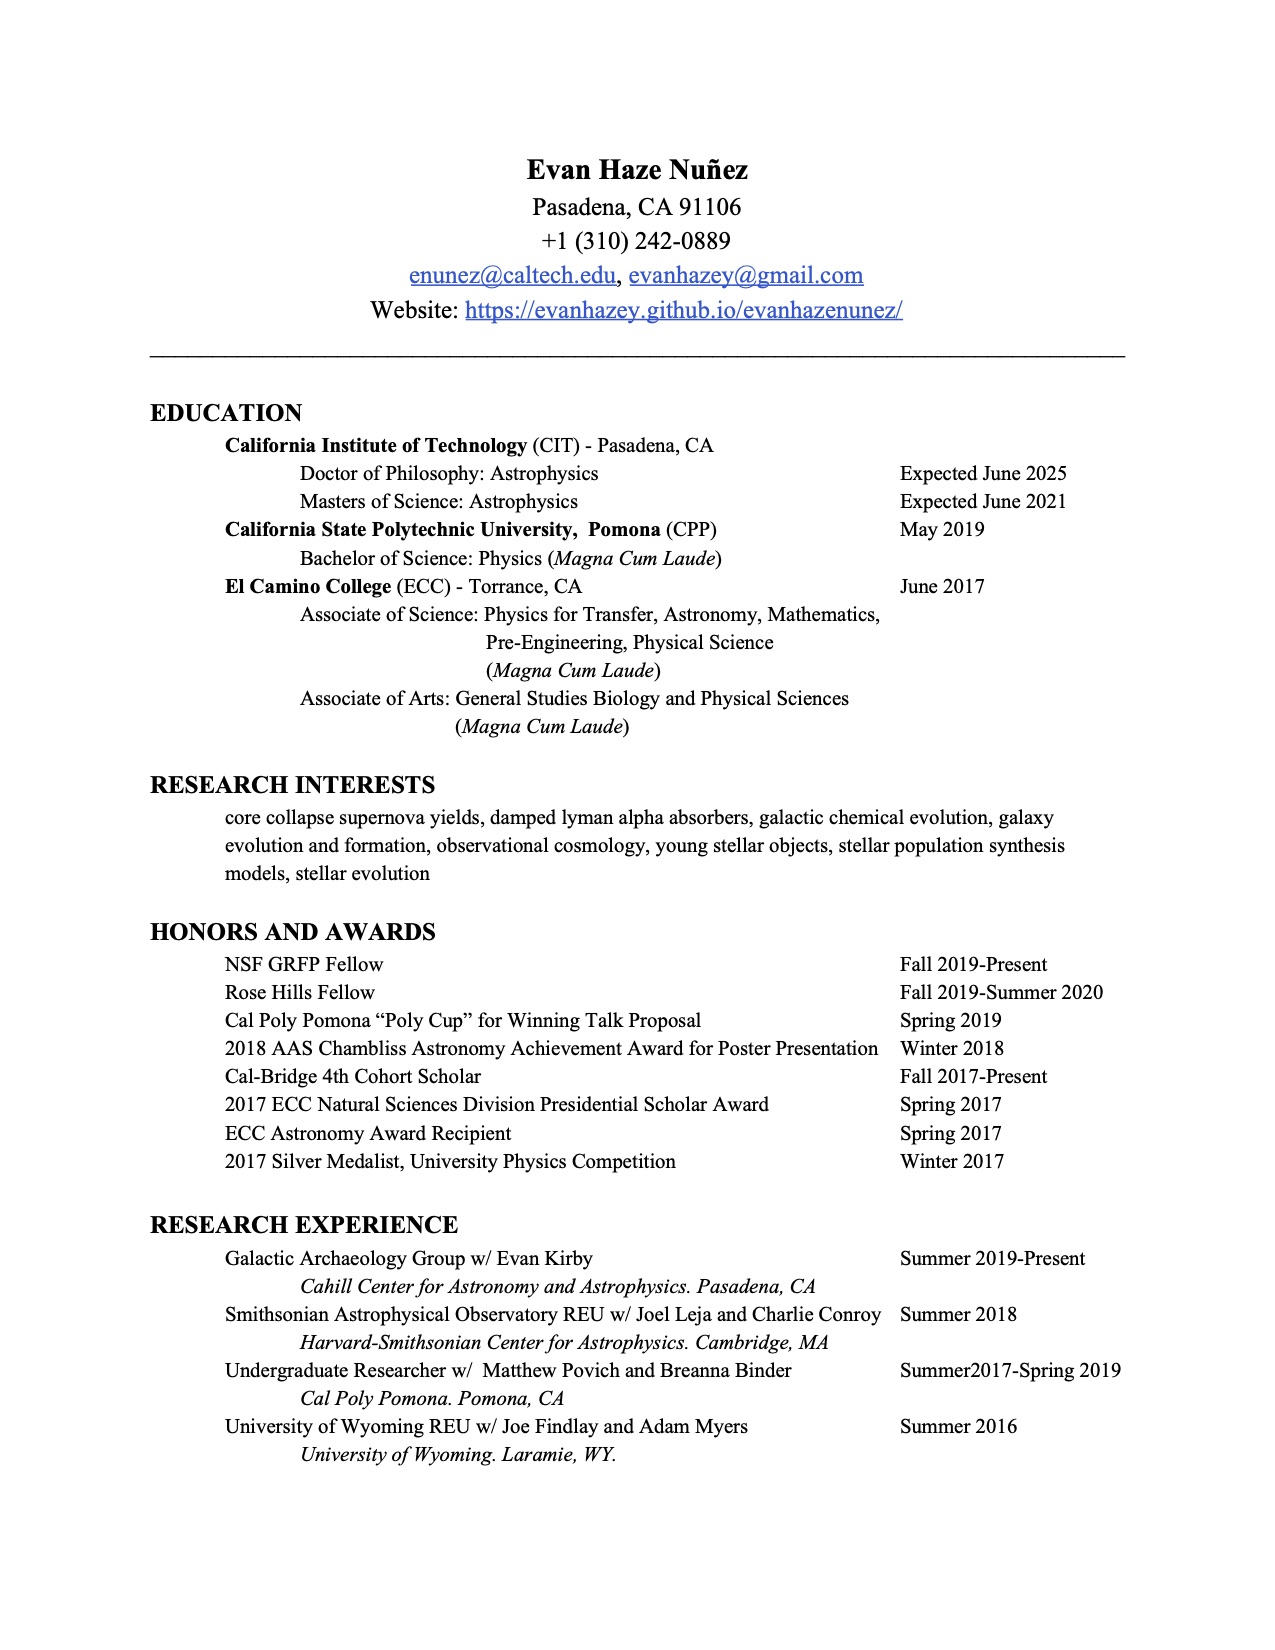 Evan Haze Nuñez
Pasadena, CA 91106
+1 (310) 242-0889
enunez@caltech.edu, evanhazey@gmail.com
Website: https://evanhazey.github.io/evanhazenunez/
EDUCATION
California Institute of Technology (CIT) - Pasadena, CA
Doctor of Philosophy: Astrophysics Expected June 2025
Masters of Science: Astrophysics Expected June 2021
California State Polytechnic University,  Pomona (CPP) May 2019
Bachelor of Science: Physics (Magna Cum Laude)
El Camino College (ECC) - Torrance, CA June 2017
Associate of Science: Physics for Transfer, Astronomy, Mathematics,
Pre-Engineering, Physical Science
(Magna Cum Laude)
Associate of Arts: General Studies Biology and Physical Sciences
(Magna Cum Laude)
RESEARCH INTERESTS
core collapse supernova yields, damped lyman alpha absorbers, galactic chemical evolution, galaxy
evolution and formation, observational cosmology, young stellar objects, stellar population synthesis
models, stellar evolution
HONORS AND AWARDS
NSF GRFP Fellow Fall 2019-Present
Rose Hills Fellow Fall 2019-Summer 2020
Cal Poly Pomona “Poly Cup” for Winning Talk Proposal Spring 2019
2018 AAS Chambliss Astronomy Achievement Award for Poster Presentation Winter 2018
Cal-Bridge 4th Cohort Scholar Fall 2017-Present
2017 ECC Natural Sciences Division Presidential Scholar Award Spring 2017
ECC Astronomy Award Recipient Spring 2017
2017 Silver Medalist, University Physics Competition Winter 2017
RESEARCH EXPERIENCE
Galactic Archaeology Group w/ Evan Kirby Summer 2019-Present
Cahill Center for Astronomy and Astrophysics. Pasadena, CA
Smithsonian Astrophysical Observatory REU w/ Joel Leja and Charlie Conroy Summer 2018
Harvard-Smithsonian Center for Astrophysics. Cambridge, MA
Undergraduate Researcher w/  Matthew Povich and Breanna Binder Summer2017-Spring 2019
Cal Poly Pomona. Pomona, CA
University of Wyoming REU w/ Joe Findlay and Adam Myers Summer 2016
University of Wyoming. Laramie, WY.